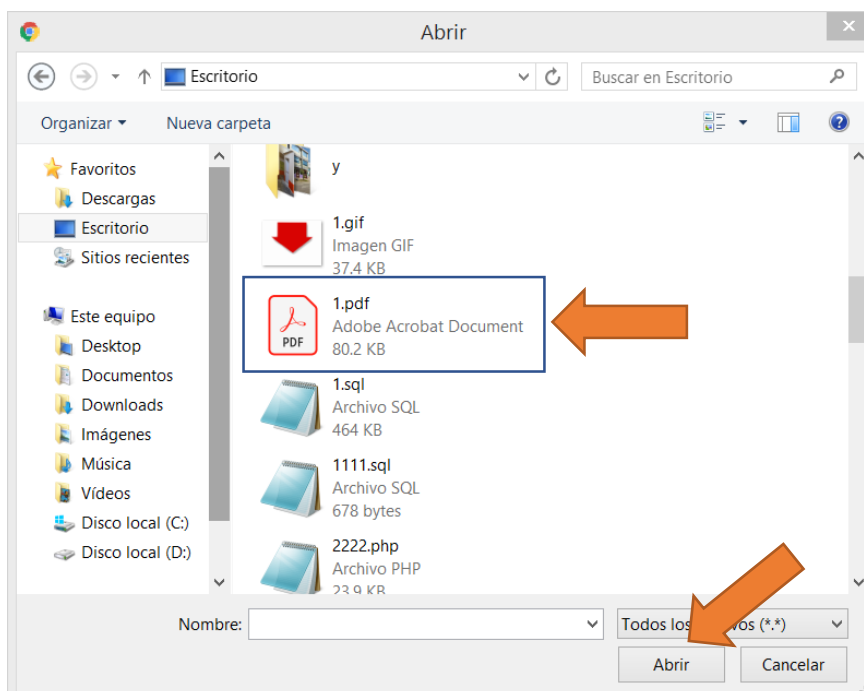 Abrir
Escritorio
Buscar en Escritorio
Organizar
Nueva carpeta
Favoritos
Descargas
Escritorio
Sitios recientes
Este equipo
Desktop
Documentos
Downloads
Imágenes
Música
Vídeos
Disco local (C:)
Disco local (D:)
y
1.gif
Imagen GIF
37.4 KB
PDF
1.pdf
Adobe Acrobat Document
80.2 KB
1.sql
Archivo SQL
464 KB
1111.sql
Archivo SQL
678 bytes
2222.php
Archivo PHP
23.9 KB
Nombre:
Todos los vos (*.*)
Abrir
Cancelar